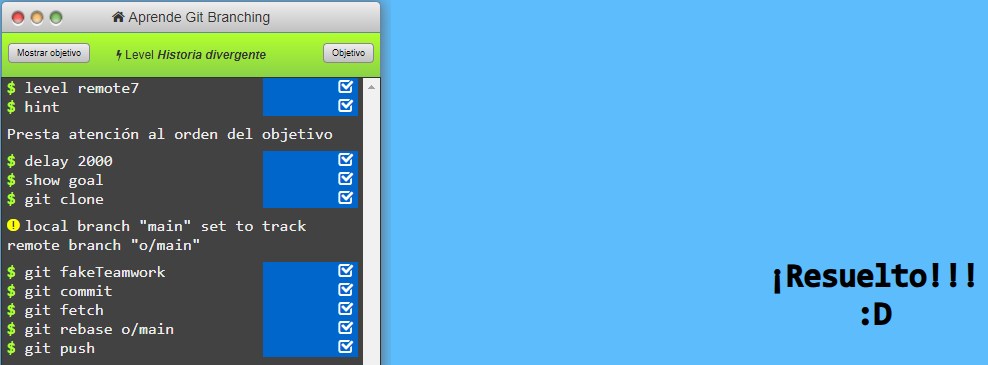 Aprende Git Branching
Mostrar objetivo
Level Historia divergente
Objetivo
$ level remote7
$ hint
Presta atención al orden del objetivo
$ delay 2000
$ show goal
$ git clone
local branch "main" set to track
remote branch "o/main"
$ git fakeTeamwork
$ git commit
$ git fetch
$ git rebase o/main
$ git push
¡Resuelto!!!
:D